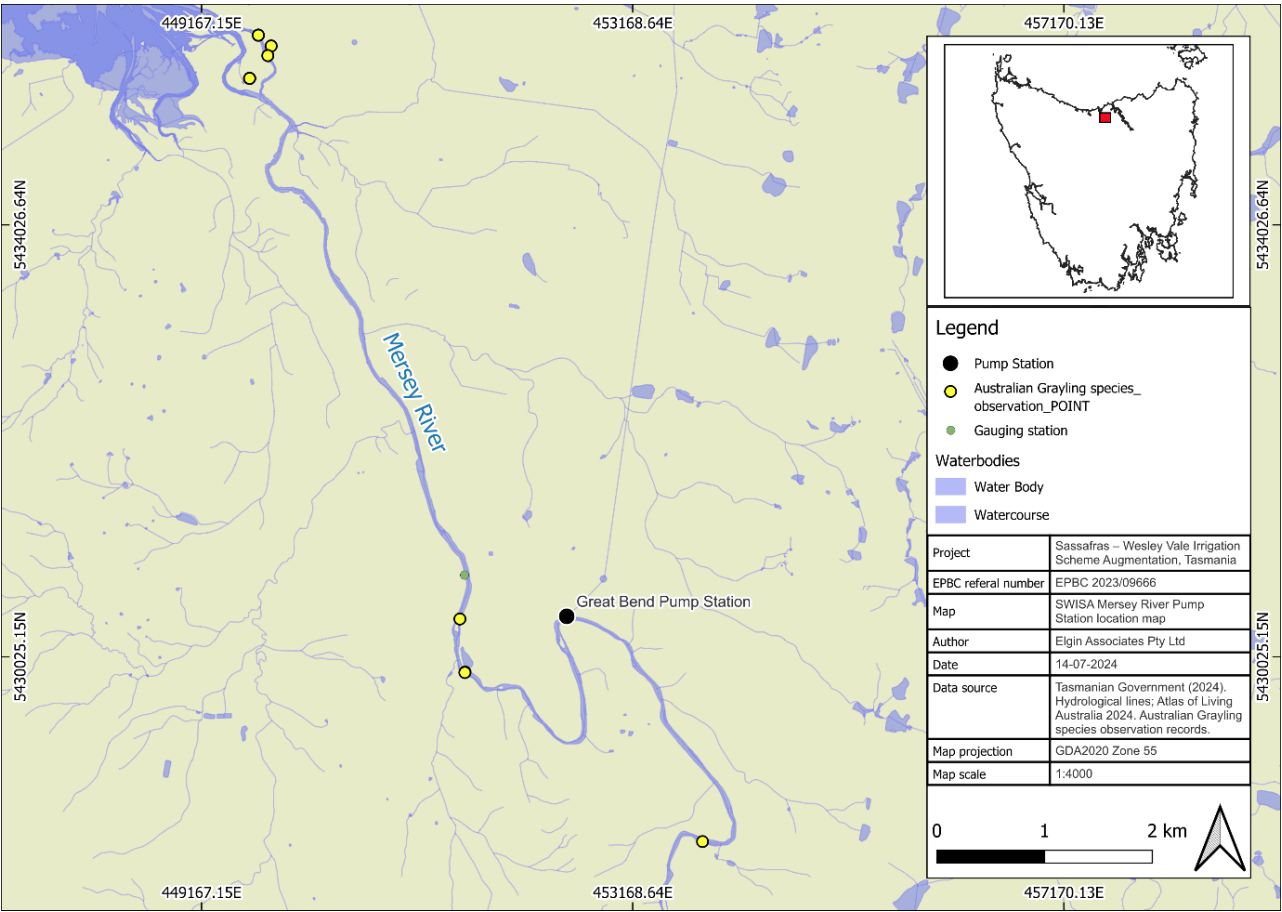 449167.15E
453168.64E
457170.13E
5434026.64N
5434026.64N
Mersey River
Great Bend Pump Station
5430025.15N
5430025.15N
449167.15E
453168.64E
457170.13E
Legend
Pump Station
Australian Grayling species_
observation_POINT
Gauging station
Waterbodies
Water Body
Watercourse
Project
Sassafras – Wesley Vale Irrigation
Scheme Augmentation, Tasmania
EPBC referal number
EPBC 2023/09666
Map
SWISA Mersey River Pump
Station location map
Author
Elgin Associates Pty Ltd
Date
14-07-2024
Data source
Tasmanian Government (2024).
Hydrological lines; Atlas of Living
Australia 2024. Australian Grayling
species observation records.
Map projection
GDA2020 Zone 55
Map scale
1:4000
0 1 2 km